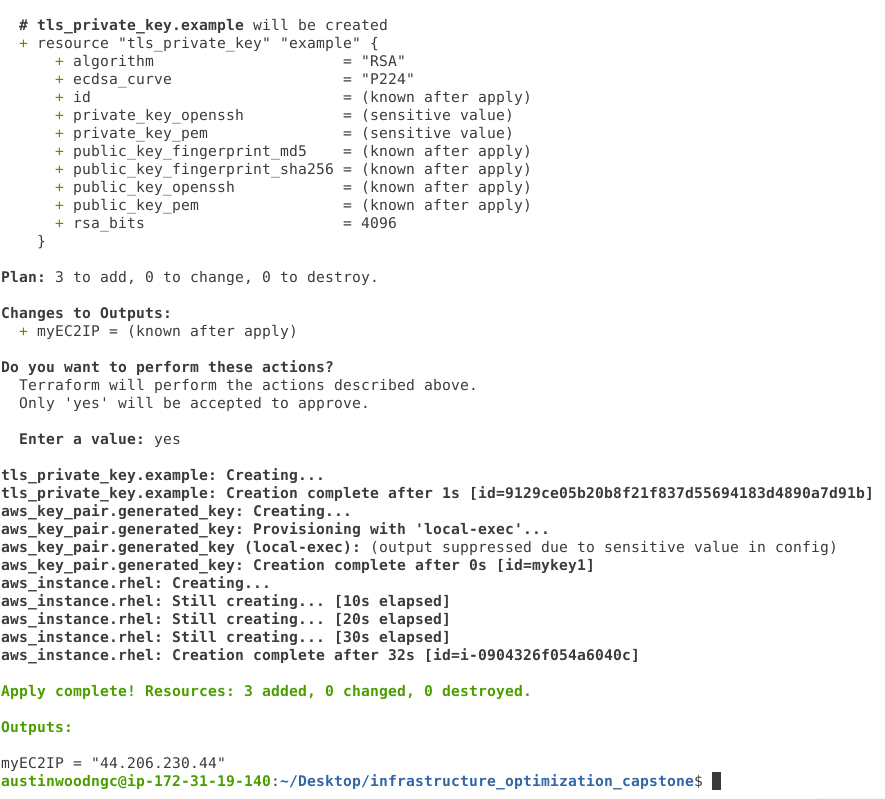 # tls_private_key.example will be created
+ resource "tls_private_key" "example" {
+ algorithm = "RSA"
+ ecdsa_curve = "P224"
+ id = (known after apply)
+ private_key_openssh = (sensitive value)
+ private_key_pem = (sensitive value)
+ public_key_fingerprint_md5 = (known after apply)
+ public_key_fingerprint_sha256 = (known after apply)
+ public_key_openssh = (known after apply)
+ public_key_pem = (known after apply)
+ rsa_bits = 4096
}
Plan: 3 to add, 0 to change, 0 to destroy.
Changes to Outputs:
+ myEC2IP = (known after apply)
Do you want to perform these actions?
Terraform will perform the actions described above.
Only 'yes' will be accepted to approve.
Enter a value: yes
tls_private_key.example: Creating...
tls_private_key.example: Creation complete after 1s [id=9129ce05b20b8f21f837d55694183d4890a7d91b]
aws_key_pair.generated_key: Creating...
aws_key_pair.generated_key: Provisioning with 'local-exec'...
aws_key_pair.generated_key (local-exec): (output suppressed due to sensitive value in config)
aws_key_pair.generated_key: Creation complete after 0s [id=mykey1]
aws_instance.rhel: Creating...
aws_instance.rhel: Still creating... [10s elapsed]
aws_instance.rhel: Still creating... [20s elapsed]
aws_instance.rhel: Still creating... [30s elapsed]
aws_instance.rhel: Creation complete after 32s [id=i-0904326f054a6040c]
Apply complete! Resources: 3 added, 0 changed, 0 destroyed.
Outputs:
myEC2IP = "44.206.230.44"
austinwoodngc@ip-172-31-19-140:~/Desktop/infrastructure_optimization_capstone$